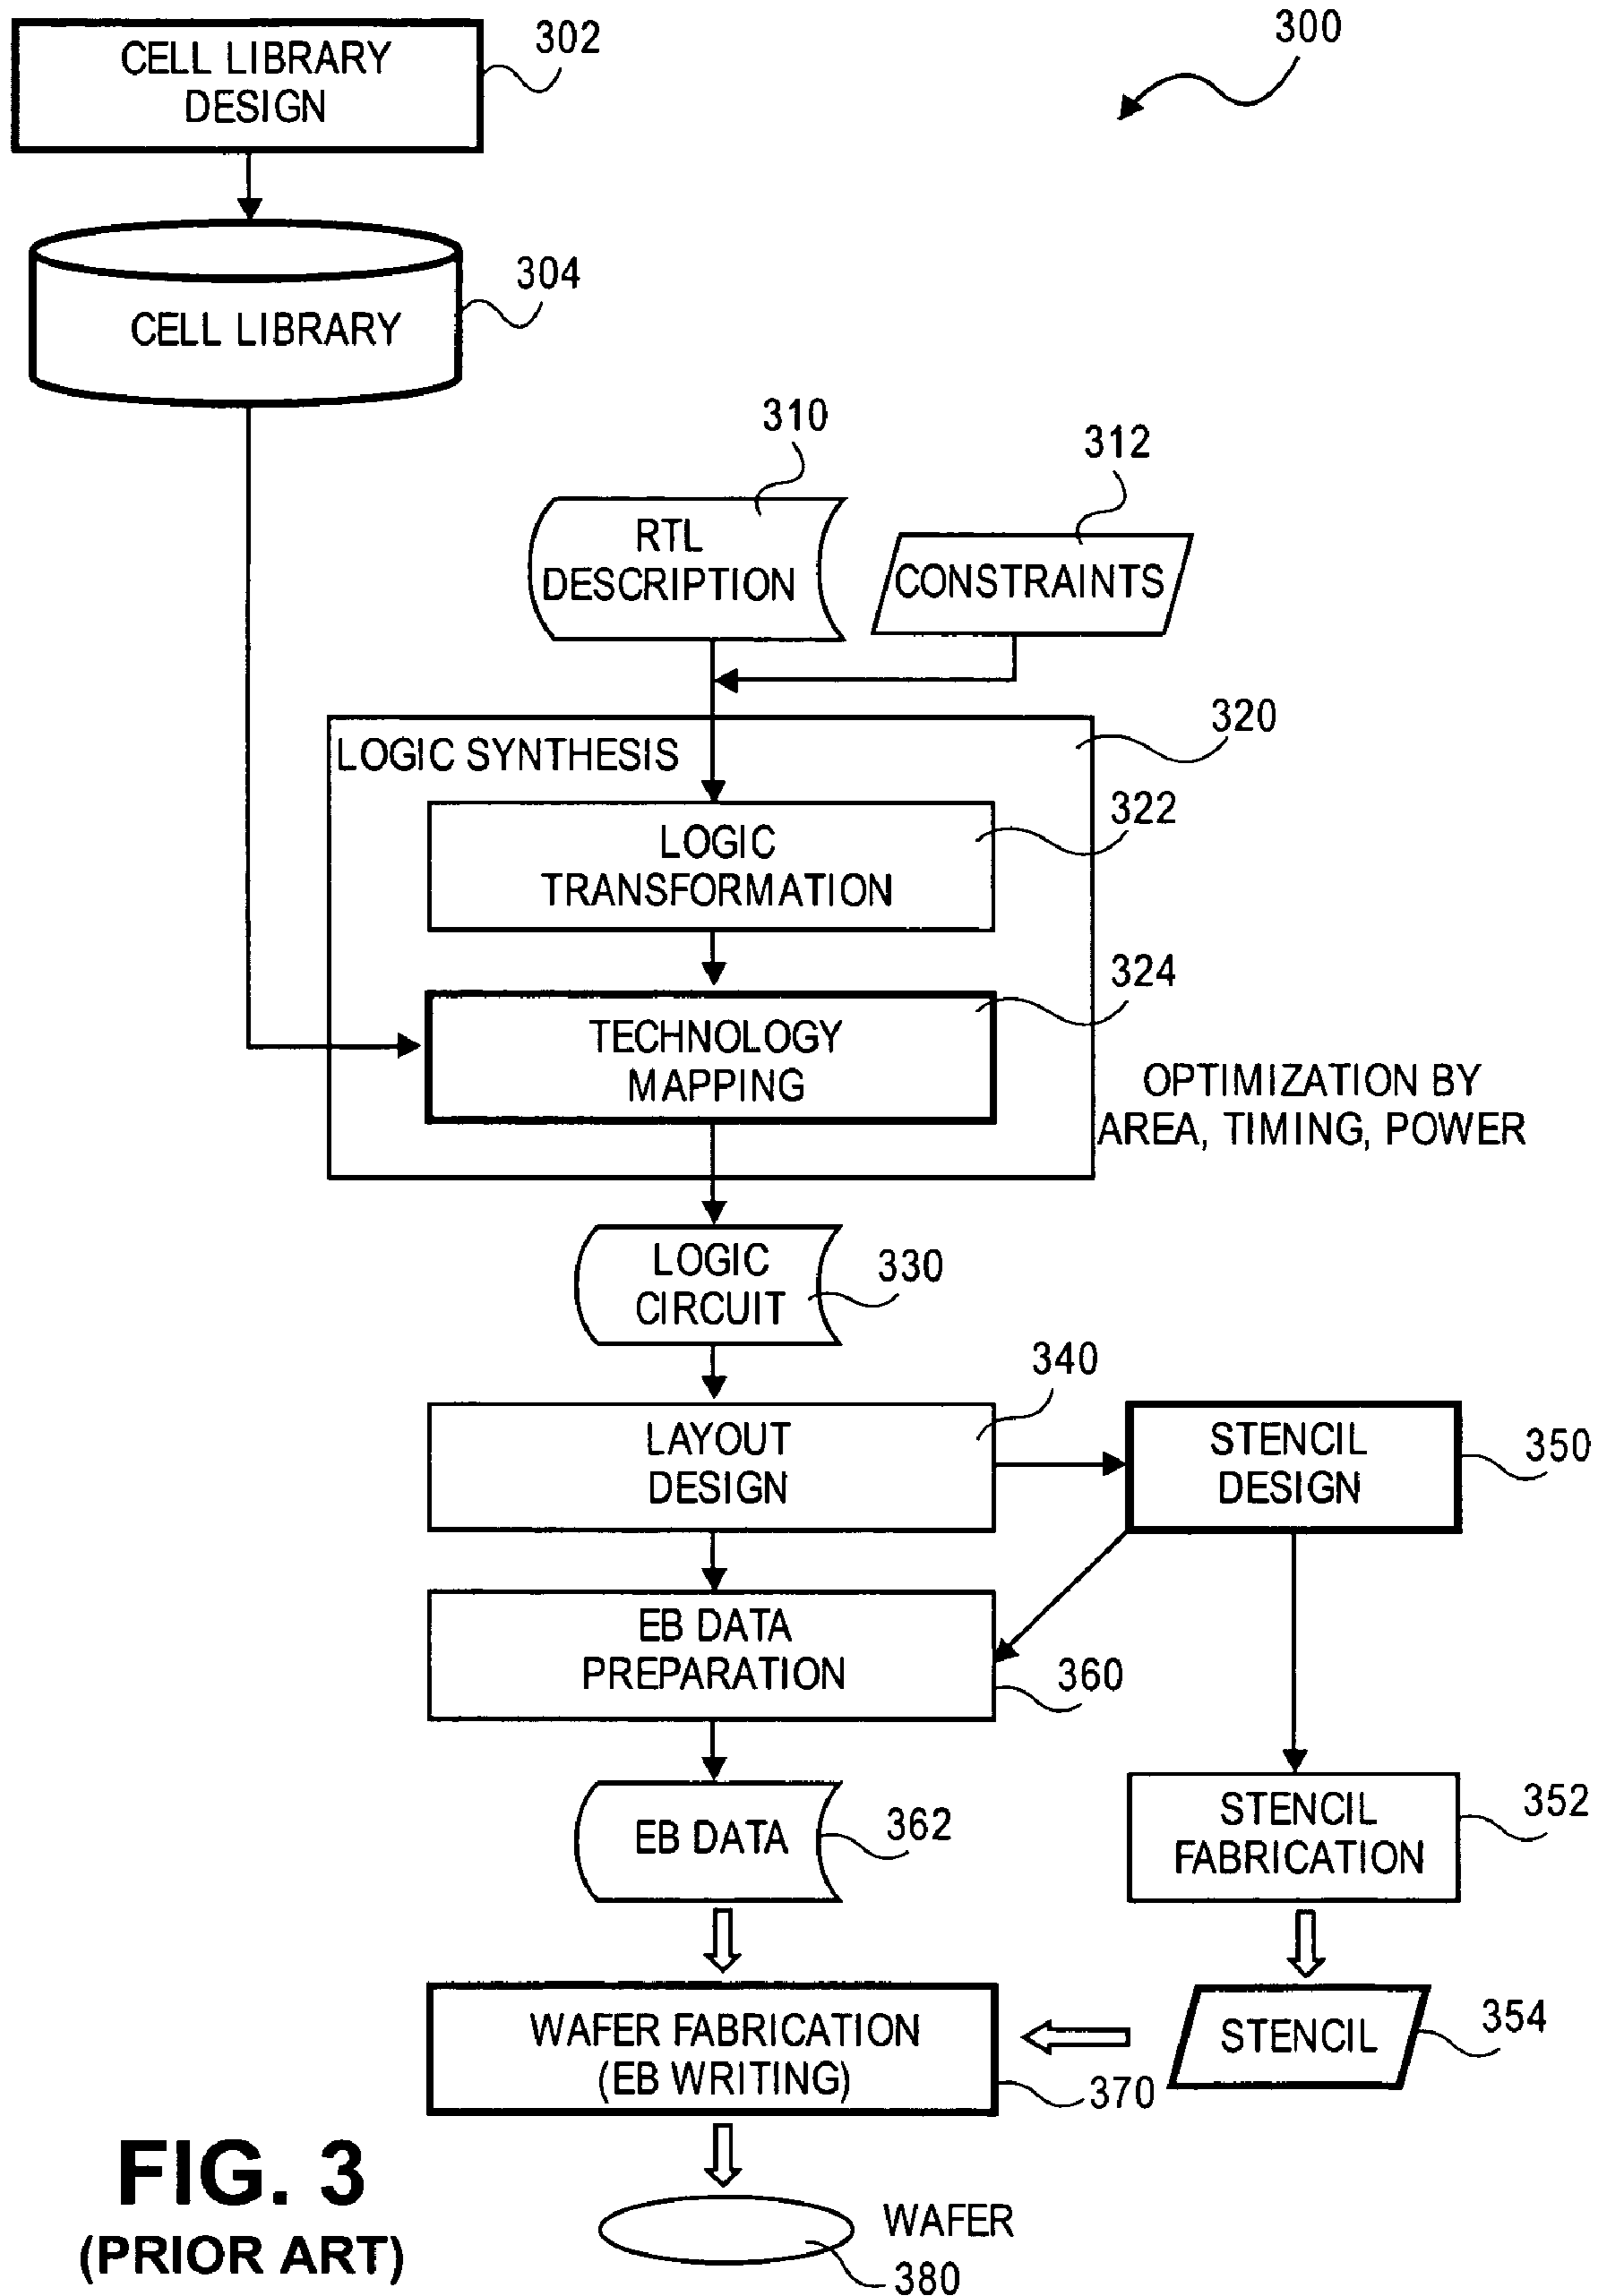 300
CELL LIBRARY
DESIGN
302
CELL LIBRARY
304
RTL
DESCRIPTION
310
CONSTRAINTS
312
LOGIC SYNTHESIS
320
LOGIC
TRANSFORMATION
322
TECHNOLOGY
MAPPING
324
OPTIMIZATION BY
AREA, TIMING, POWER
LOGIC
CIRCUIT
330
LAYOUT
DESIGN
340
STENCIL
DESIGN
350
EB DATA
PREPARATION
360
EB DATA
362
STENCIL
FABRICATION
352
WAFER FABRICATION
(EB WRITING)
370
STENCIL
354
WAFER
380
FIG. 3
(PRIOR ART)